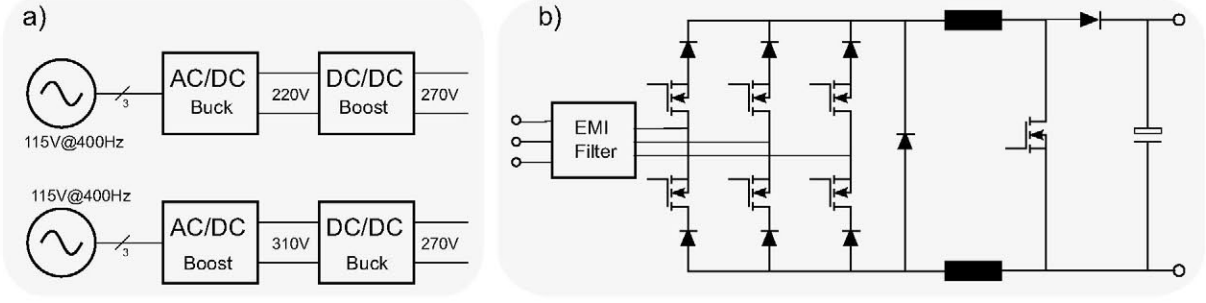 a)
AC/DC
Buck
220V
DC/DC
Boost
270V
3
115V@400Hz
115V@400Hz
AC/DC
Boost
310V
DC/DC
Buck
270V
3
b)
EMI
Filter